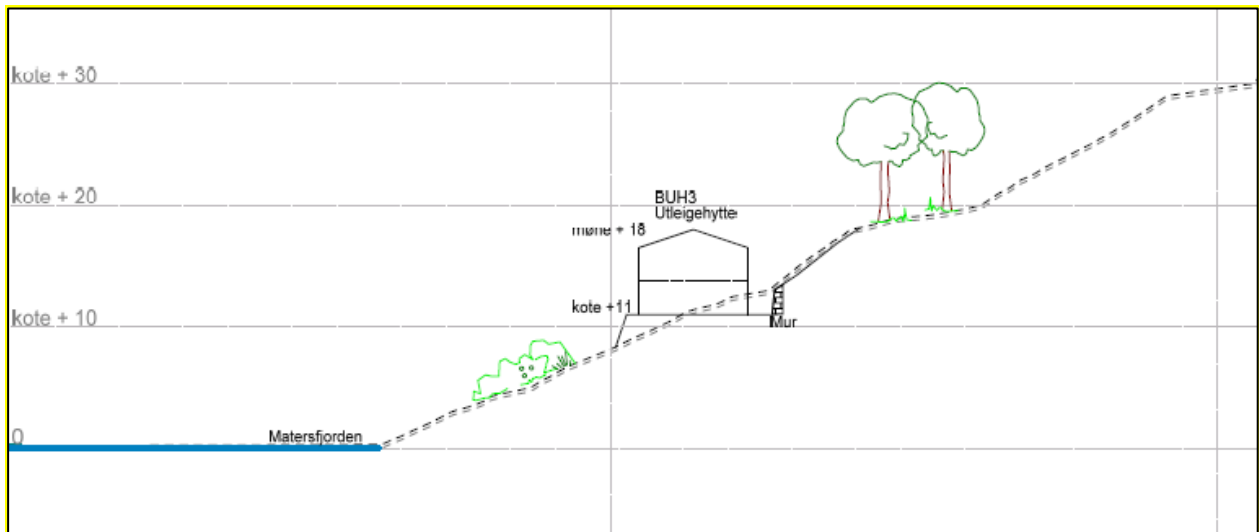 kote + 30
kote + 20
BUH3
Utleigehytte
møne + 18
kote +11
kote + 10
Mur
Matersfjorden
0